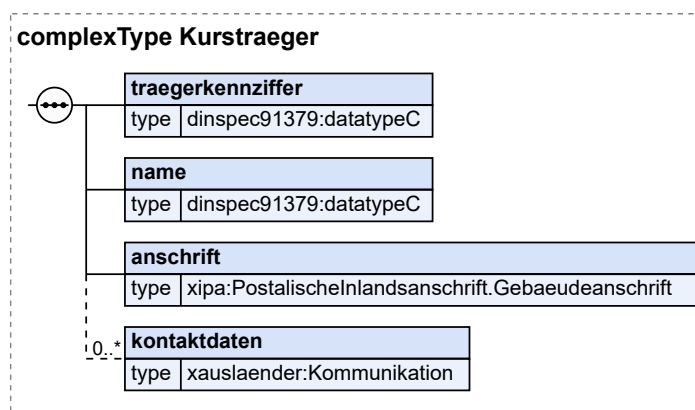 complexType Kurstraeger
traegerkennziffer
type dinspec91379:datatypeC
name
type dinspec91379:datatypeC
anschrift
type xipa:PostalischeInlandsanschrift.Gebaeudeanschrift
0..* kontaktdaten
type xauslaender:Kommunikation